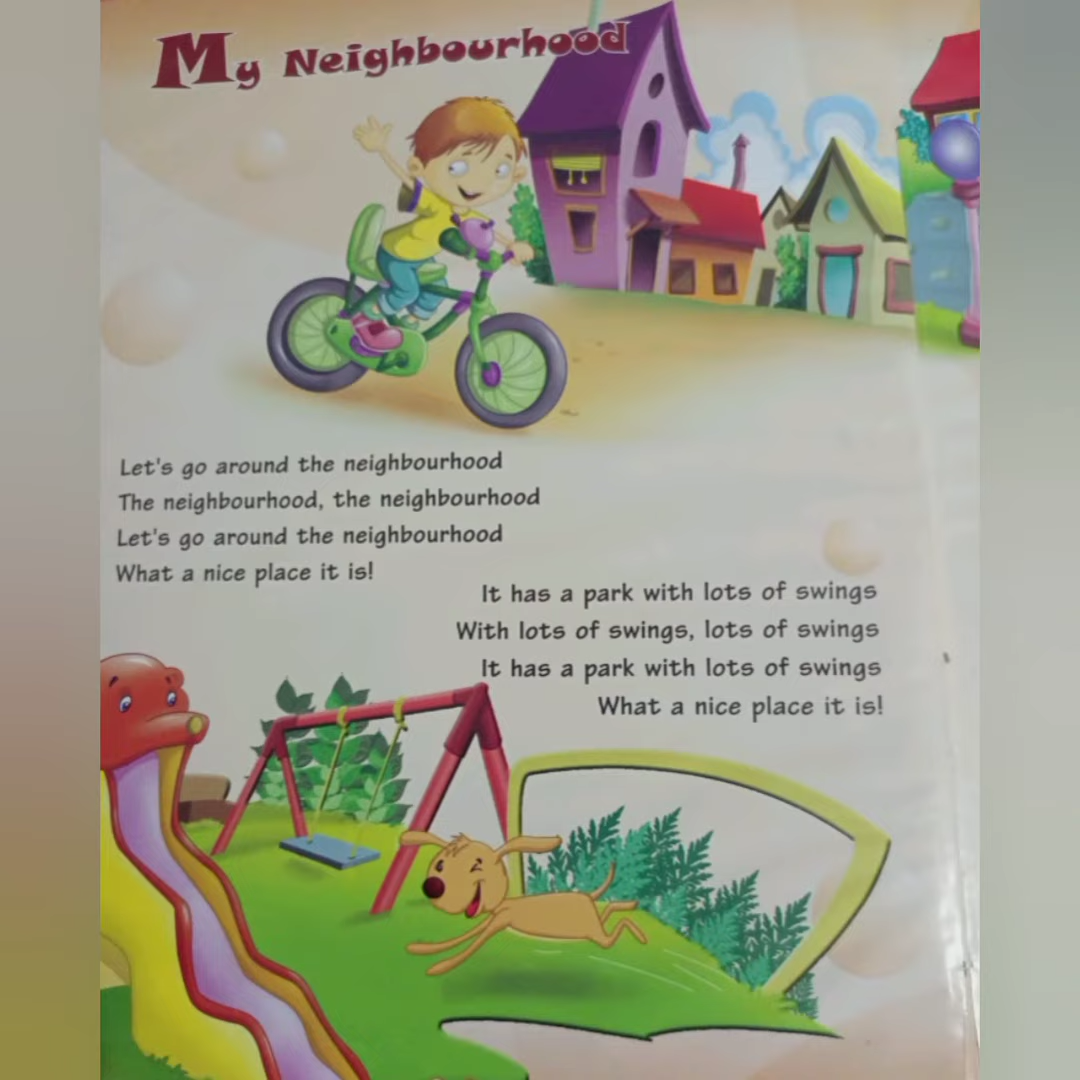 My Neighbourhood
Let's go around the neighbourhood
The neighbourhood, the neighbourhood
Let's go around the neighbourhood
What a nice place it is!
It has a park with lots of swings
With lots of swings, lots of swings
It has a park with lots of swings
What a nice place it is!